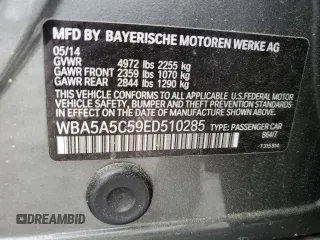 MFD BY BAYERISCHE MOTOREN WERKE AG
05/14
GVWR 4972 lbs 2255 kg
GAWR FRONT 2359 lbs 1070 kg
GAWR REAR 2844 lbs 1290 kg
THIS VEHICLE CONFORMS TO ALL APPLICABLE
U.S. FEDERAL MOTOR VEHICLE SAFETY,
BUMPER, AND THEFT PREVENTION STANDARDS IN
EFFECT ON THE DATE OF MANUFACTURE SHOWN ABOVE.
WBA5A5C59ED510285 TYPE: PASSENGER CAR
DREAMBID